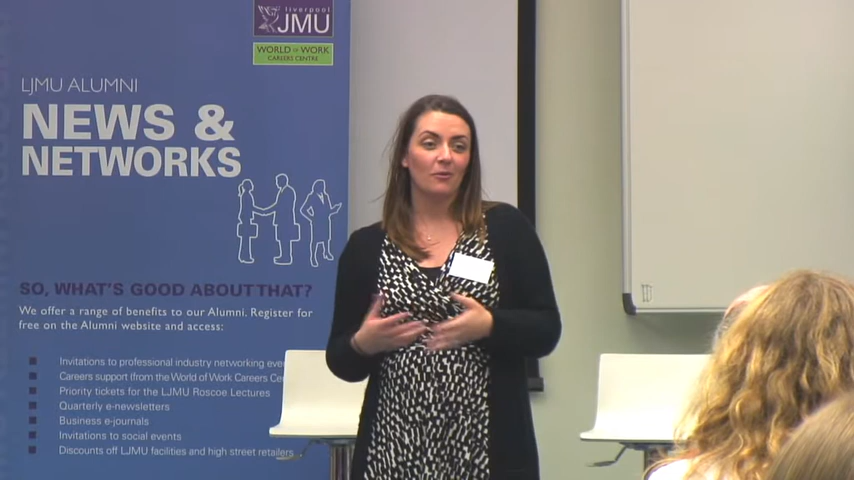 liverpool
JMU
WORLD OF WORK
CAREERS CENTRE
LJMU ALUMNI
NEWS &
NETWORKS
SO, WHAT'S GOOD ABOUT THAT?
We offer a range of benefits to our Alumni. Register for
free on the Alumni website and access:
Invitations to professional industry networking
Careers support (from the World of Work Careers
Priority tickets for the LJMU Roscoe Lectures
Quarterly e-newsletters
Business e-journals
Invitations to social events
Discounts off LJMU facilities and high street retailers